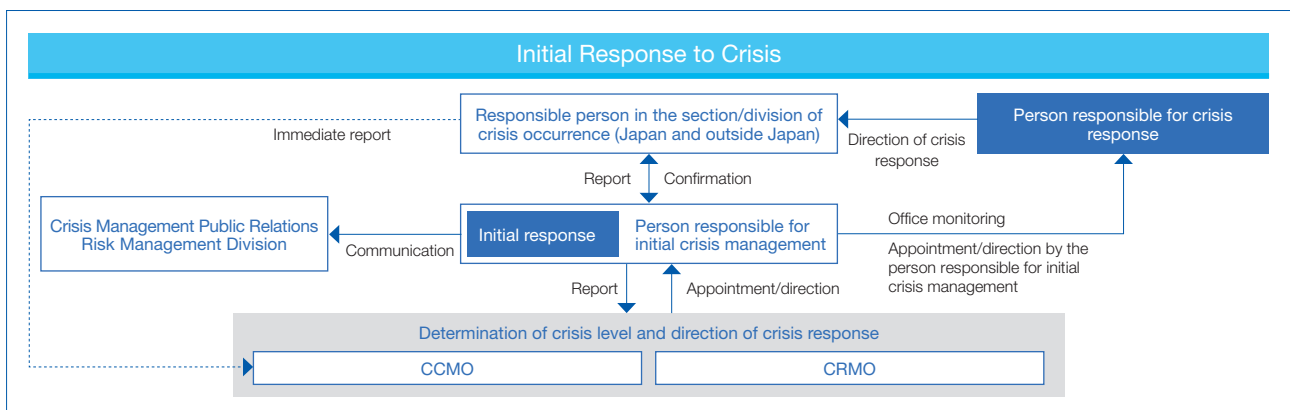 Initial Response to Crisis
Responsible person in the section/division of
crisis occurrence (Japan and outside Japan)
Person responsible for crisis
response
Immediate report
Direction of crisis
response
Report
Confirmation
Crisis Management Public Relations
Risk Management Division
Communication
Initial response
Person responsible for
initial crisis management
Office monitoring
Appointment/direction by the
person responsible for initial
crisis management
Report
Appointment/direction
Determination of crisis level and direction of crisis response
CCMO
CRMO